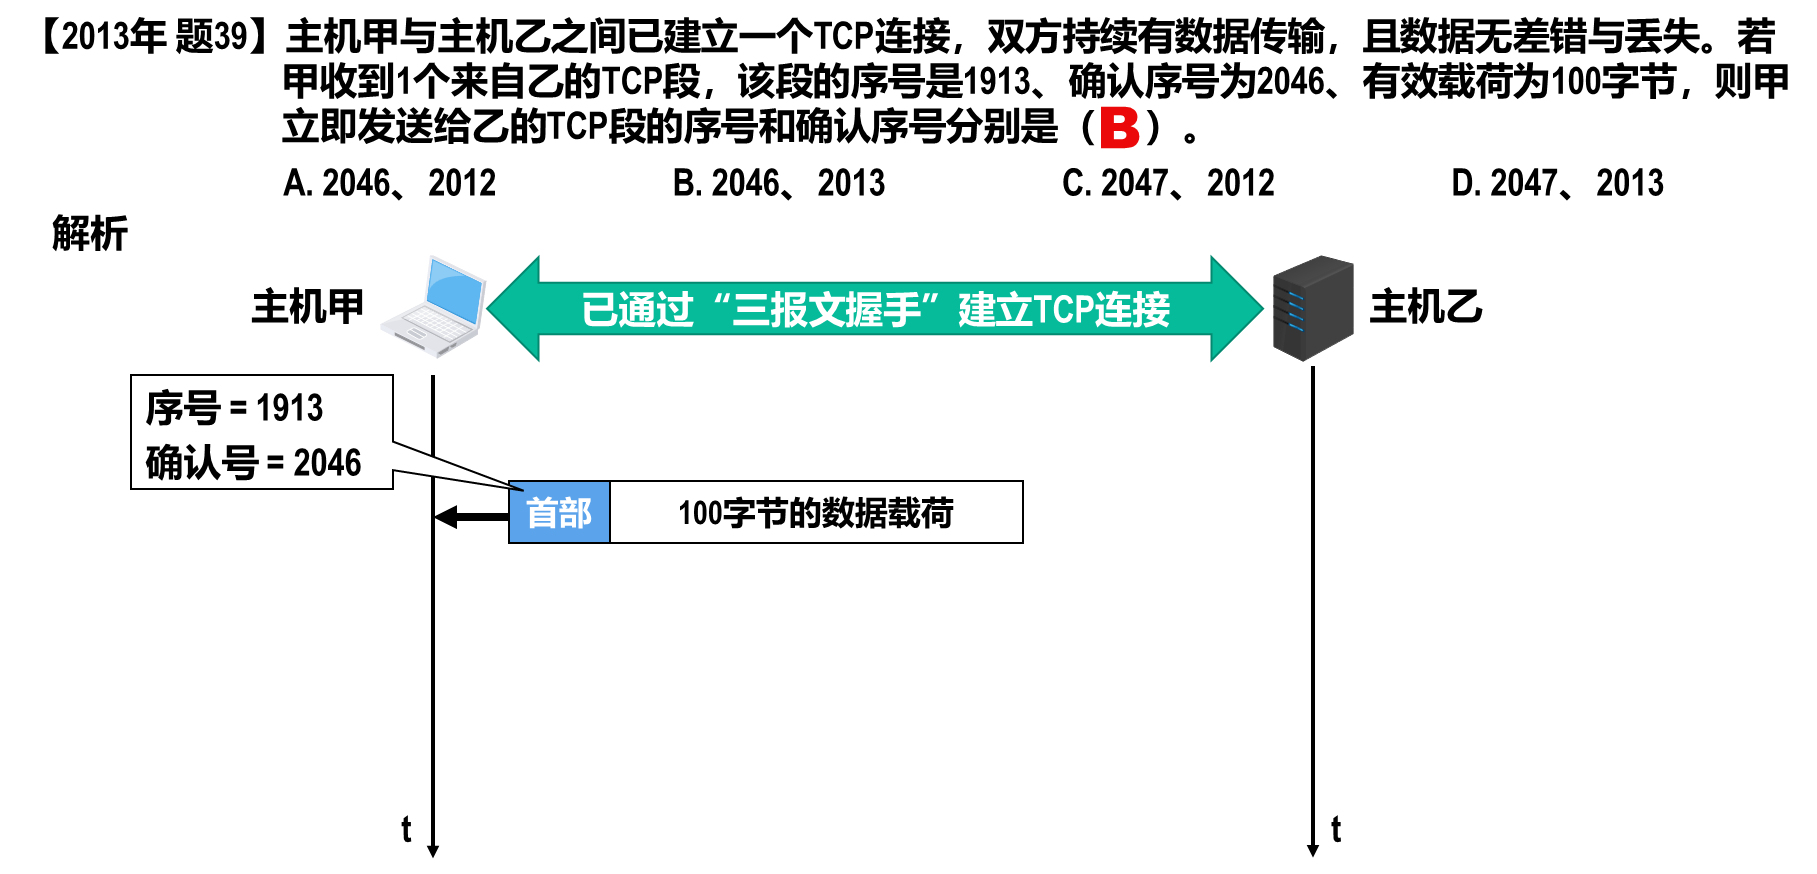 【2013年 题39】主机甲与主机乙之间已建立一个TCP连接，双方持续有数据传输，且数据无差错与丢失。若
甲收到1个来自乙的TCP段，该段的序号是1913、确认序号为2046、有效载荷为100字节，则甲
立即发送给乙的TCP段的序号和确认序号分别是（B）。
A. 2046、2012 B. 2046、2013 C. 2047、2012 D. 2047、2013
解析
主机甲
已通过“三报文握手”建立TCP连接
主机乙
序号 = 1913
确认号 = 2046
首部
100字节的数据载荷
t
t